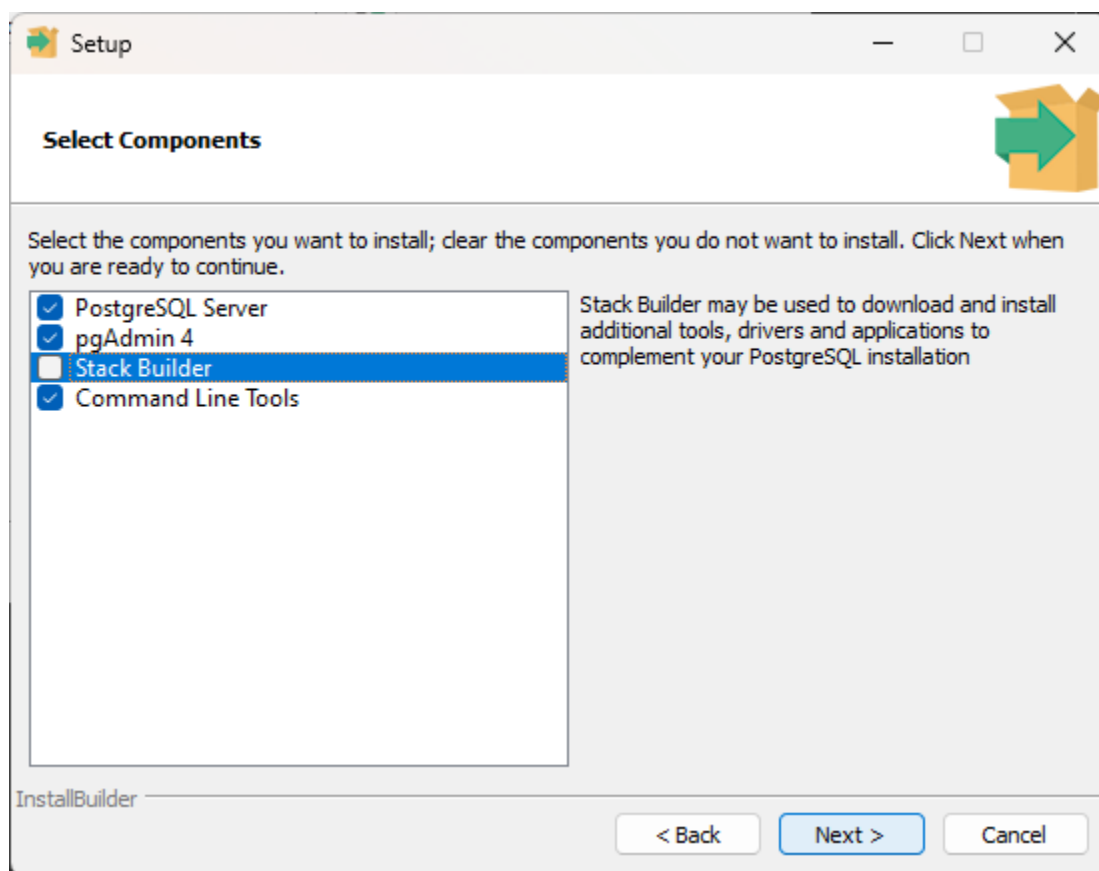 Setup
Select Components
Select the components you want to install; clear the components you do not want to install. Click Next when
you are ready to continue.
PostgreSQL Server
pgAdmin 4
Stack Builder
Command Line Tools
Stack Builder may be used to download and install
additional tools, drivers and applications to
complement your PostgreSQL installation
InstallBuilder
< Back
Next >
Cancel